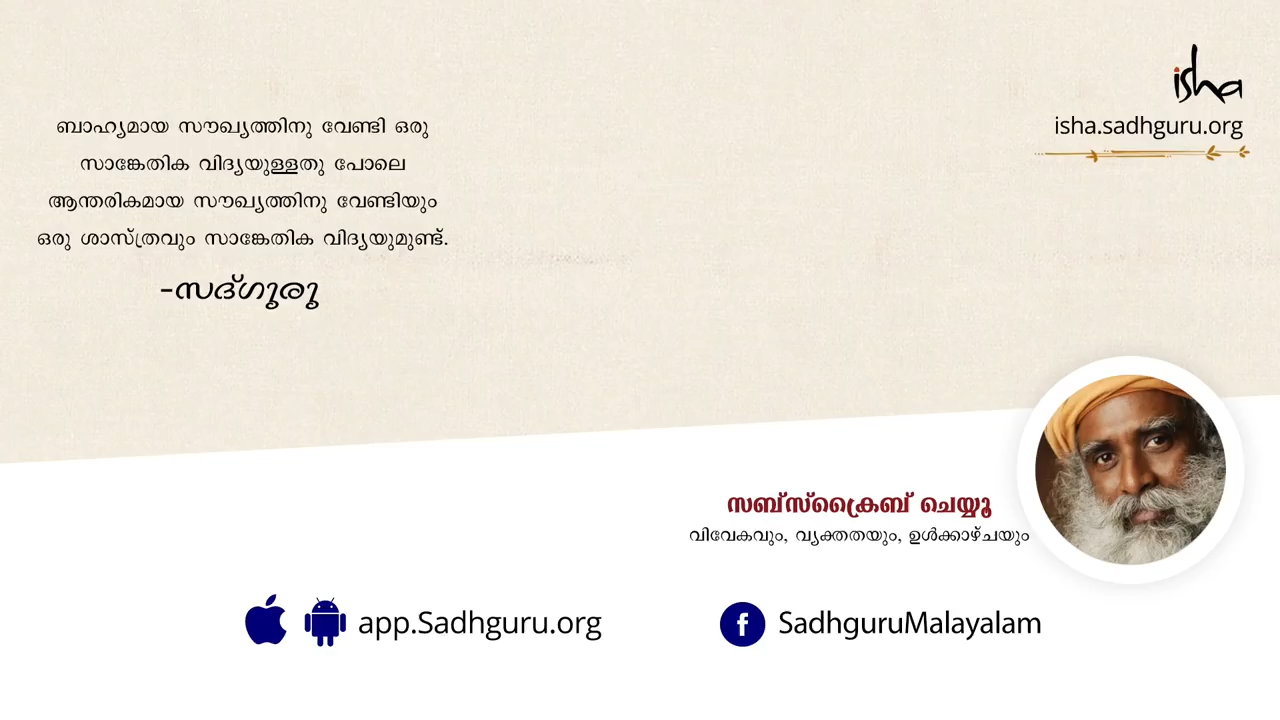 isha
isha.sadhguru.org
ബാഹ്യമായ സൗഖ്യത്തിനു വേണ്ടി ഒരു
സാങ്കേതിക വിദ്യയുള്ളതു പോലെ
ആന്തരികമായ സൗഖ്യത്തിനു വേണ്ടിയും
ഒരു ശാസ്ത്രവും സാങ്കേതിക വിദ്യയുമുണ്ട്.
-സദ്ഗുരു
സബ്സ്ക്രൈബ് ചെയ്യൂ
വിവേകവും, വ്യക്തതയും, ഉൾക്കാഴ്ചയും
app.Sadhguru.org
f SadhguruMalayalam